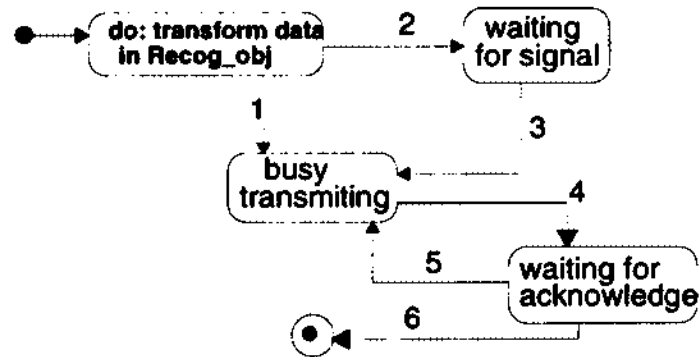 do: transform data
in Recog_obj
2
waiting
for signal
1
3
busy
transmiting
4
5
waiting for
acknowledge
6